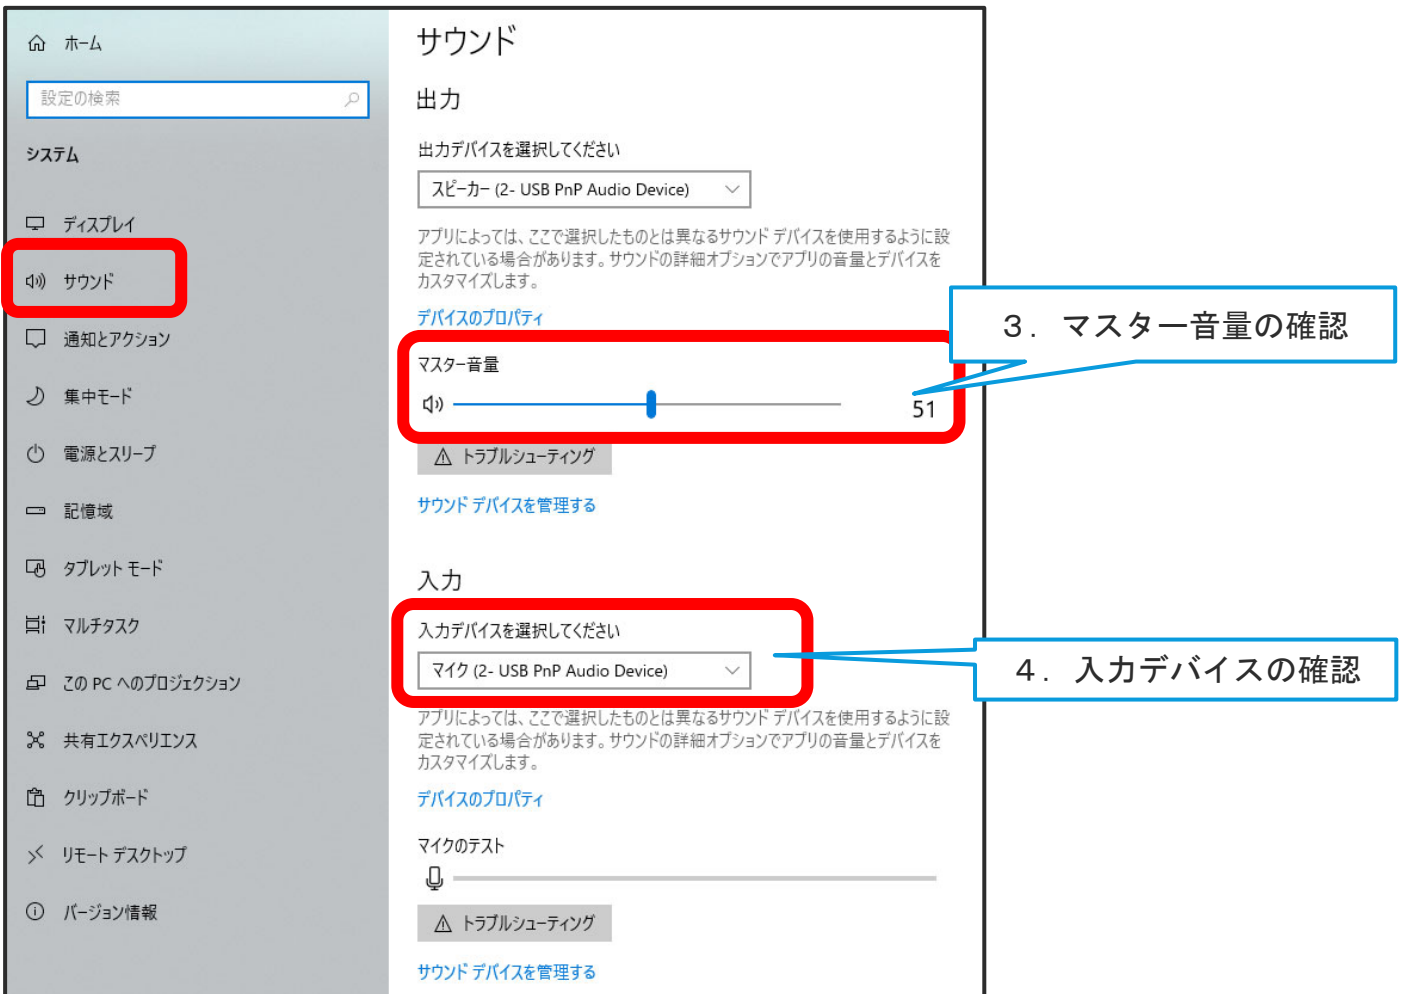 ホーム
設定の検索
システム
ディスプレイ
サウンド
通知とアクション
集中モード
電源とスリープ
記憶域
タブレット モード
マルチタスク
この PC へのプロジェクション
共有エクスペリエンス
クリップボード
リモート デスクトップ
バージョン情報
サウンド
出力
出力デバイスを選択してください
スピーカー (2- USB PnP Audio Device)
アプリによっては、ここで選択したものとは異なるサウンド デバイスを使用するように設
定されている場合があります。サウンドの詳細オプションでアプリの音量とデバイスを
カスタマイズします。
デバイスのプロパティ
マスター音量
51
３．マスター音量の確認
トラブルシューティング
サウンド デバイスを管理する
入力
入力デバイスを選択してください
マイク (2- USB PnP Audio Device)
４．入力デバイスの確認
アプリによっては、ここで選択したものとは異なるサウンド デバイスを使用するように設
定されている場合があります。サウンドの詳細オプションでアプリの音量とデバイスを
カスタマイズします。
デバイスのプロパティ
マイクのテスト
トラブルシューティング
サウンド デバイスを管理する